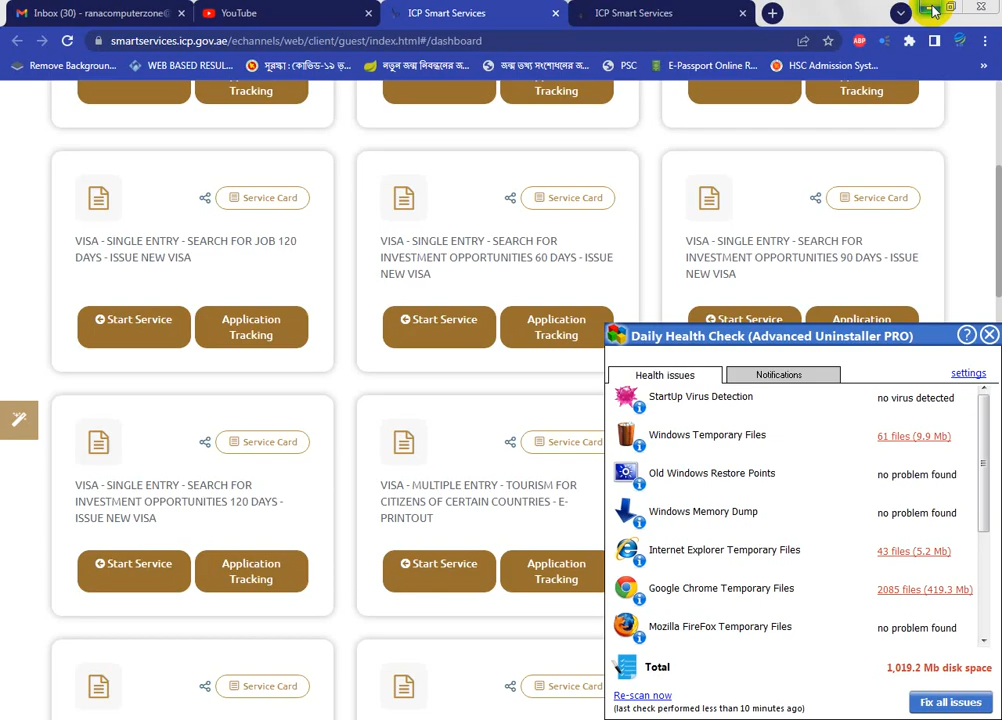 Inbox (30) - ranacomputerzone@
YouTube
ICP Smart Services
ICP Smart Services
smartservices.icp.gov.ae/echannels/web/client/guest/index.html#/dashboard
ABP
Remove Backgroun...
WEB BASED RESUL...
সুরক্ষা : কোভিড-১৯ ভ...
নতুন জন্ম নিবন্ধনের জ...
জন্ম তথ্য সংশোধনের জ...
PSC
E-Passport Online R...
HSC Admission Syst...
»
Tracking
Tracking
Tracking
Service Card
Service Card
Service Card
VISA - SINGLE ENTRY - SEARCH FOR JOB 120
DAYS - ISSUE NEW VISA
VISA - SINGLE ENTRY - SEARCH FOR
INVESTMENT OPPORTUNITIES 60 DAYS - ISSUE
NEW VISA
VISA - SINGLE ENTRY - SEARCH FOR
INVESTMENT OPPORTUNITIES 90 DAYS - ISSUE
NEW VISA
Start Service
Application
Tracking
Start Service
Application
Tracking
Start Service
Application
Service Card
Service Card
VISA - SINGLE ENTRY - SEARCH FOR
INVESTMENT OPPORTUNITIES 120 DAYS -
ISSUE NEW VISA
VISA - MULTIPLE ENTRY - TOURISM FOR
CITIZENS OF CERTAIN COUNTRIES - E-
PRINTOUT
Start Service
Application
Tracking
Start Service
Application
Tracking
Service Card
Service Card
Daily Health Check (Advanced Uninstaller PRO)
Health issues
Notifications
settings
StartUp Virus Detection
no virus detected
Windows Temporary Files
61 files (9.9 Mb)
Old Windows Restore Points
no problem found
Windows Memory Dump
no problem found
Internet Explorer Temporary Files
43 files (5.2 Mb)
Google Chrome Temporary Files
2085 files (419.3 Mb)
Mozilla FireFox Temporary Files
no problem found
Total
1,019.2 Mb disk space
Re-scan now
(last check performed less than 10 minutes ago)
Fix all issues